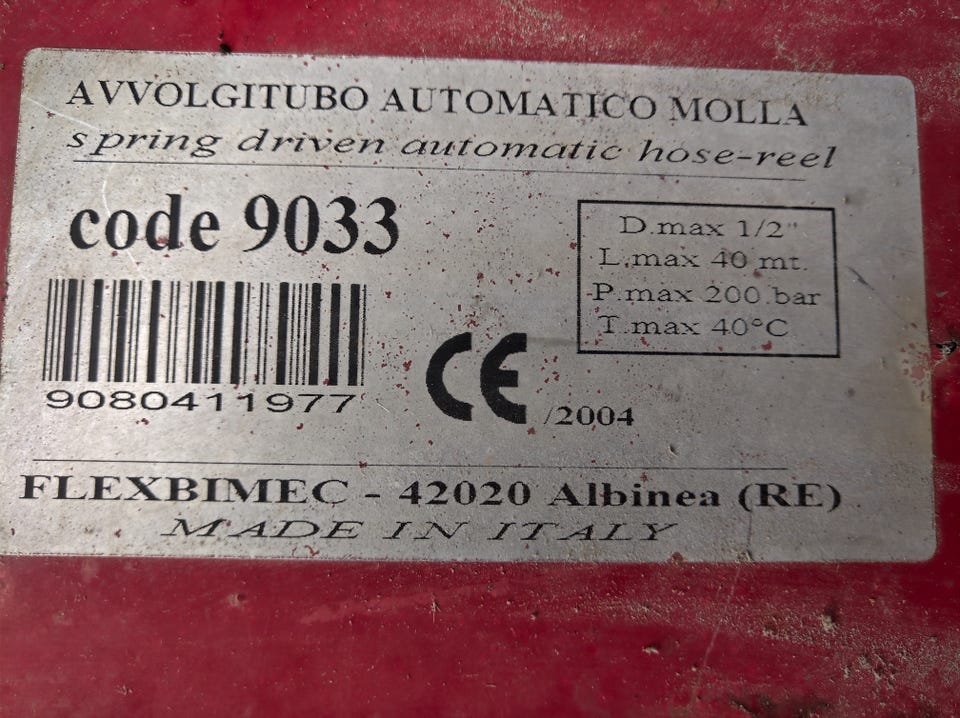 AVVOLGITUBO AUTOMATICO MOLLA
spring driven automatic hose-reel
code 9033
D.max 1/2"
L.max 40 mt.
P.max 200.bar
T.max 40°C
9080411977
CE /2004
FLEXBIMEC - 42020 Albinea (RE)
MADE IN ITALY